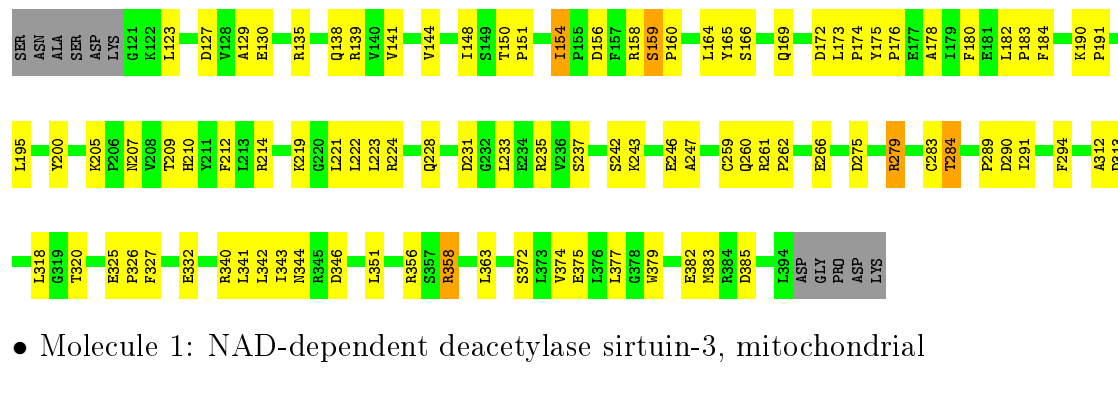 SER ASN ALA SER ASP LYS G121 K122 L123 D127 V128 A129 E130 R135 Q138 R139 V140 V141 V144 I148 S149 T150 P151 I154 P155 D156 F157 R158 S159 P160 L164 Y165 S166 Q169 D172 L173 P174 Y175 P176 E177 A178 I179 F180 E181 L182 P183 F184 K190 P191
L195 Y200 K205 P206 N207 V208 T209 H210 Y211 F212 L213 R214 K219 G220 L221 L222 L223 R224 Q228 D231 G232 L233 E234 R235 V236 S237 S242 K243 E246 A247 C259 Q260 R261 P262 E266 D275 R279 C283 T284 P289 D290 I291 F294 A312
L318 G319 T320 E325 P326 F327 E332 R340 L341 L342 I343 N344 R345 D346 L351 R356 S357 R358 L363 S372 L373 V374 E375 L376 L377 G378 W379 E382 M383 R384 D385 L394 ASP GLY PRO ASP LYS
• Molecule 1: NAD-dependent deacetylase sirtuin-3, mitochondrial